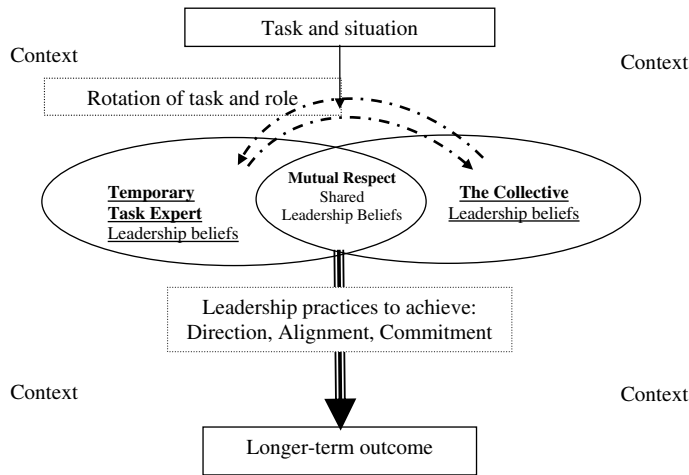 Task and situation
Context
Context
Rotation of task and role
Temporary
Task Expert
Leadership beliefs
Mutual Respect
Shared
Leadership Beliefs
The Collective
Leadership beliefs
Leadership practices to achieve:
Direction, Alignment, Commitment
Context
Context
Longer-term outcome